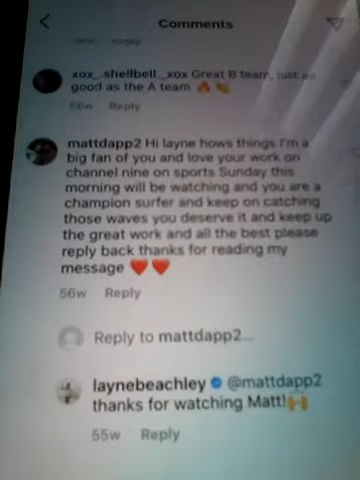 Comments
xox_.shellbell._xox Great B team, just as
good as the A team 🔥👏
56w Reply
mattdapp2 Hi layne hows things I'm a
big fan of you and love your work on
channel nine on sports Sunday this
morning will be watching and you are a
champion surfer and keep on catching
those waves you deserve it and keep up
the great work and all the best please
reply back thanks for reading my
message ❤️❤️
56w Reply
Reply to mattdapp2...
laynebeachley @mattdapp2
thanks for watching Matt!🙌
55w Reply